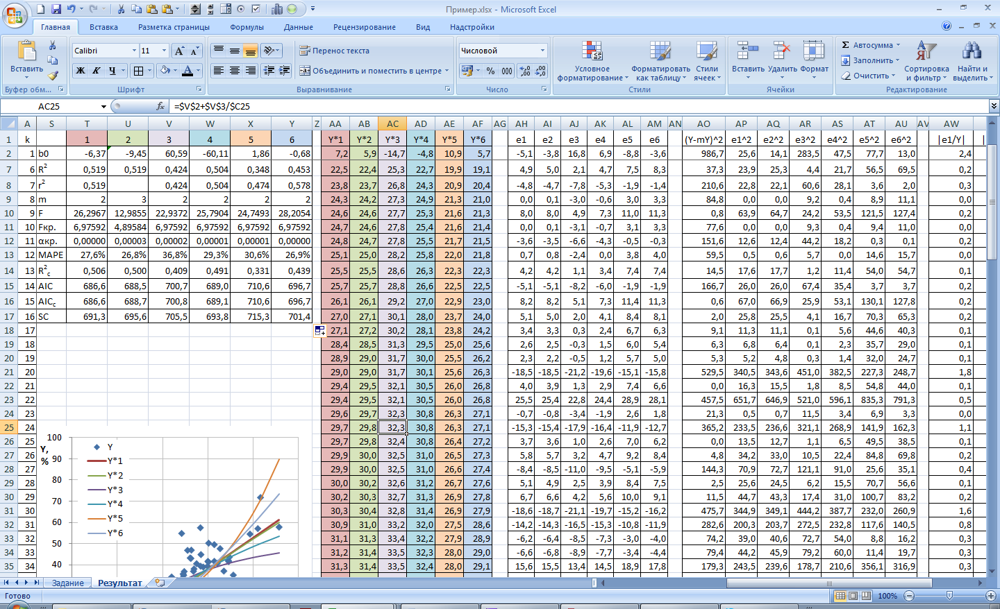 Пример.xlsx - Microsoft Excel
Главная Вставка Разметка страницы Формулы Данные Рецензирование Вид Надстройки
Calibri 11 Перенос текста Числовой Автосумма
Вставить Ж К Ч Объединить и поместить в центре % 000 Условное форматирование Форматировать как таблицу Стили ячеек Вставить Удалить Формат Заполнить Очистить Сортировка и фильтр Найти и выделить
Буфер обм... Шрифт Выравнивание Число Стили Ячейки Редактирование
AC25 fx =$V$2+$V$3/$C25
A S T U V W X Y Z AA AB AC AD AE AF AG AH AI AJ AK AL AM AN AO AP AQ AR AS AT AU AV AW
1 k 1 2 3 4 5 6 Y*1 Y*2 Y*3 Y*4 Y*5 Y*6 e1 e2 e3 e4 e5 e6 (Y-mY)^2 e1^2 e2^2 e3^2 e4^2 e5^2 e6^2 |e1/Y| |
2 1 b0 -6,37 -9,45 60,59 -60,11 1,86 -0,68 7,2 5,9 -14,7 -4,8 10,9 5,7 -5,1 -3,8 16,8 6,9 -8,8 -3,6 986,7 25,6 14,1 283,5 47,5 77,7 13,0 2,4
7 6 R² 0,519 0,519 0,424 0,504 0,348 0,453 22,5 22,4 25,3 22,7 19,9 19,1 4,9 5,0 2,1 4,7 7,5 8,3 37,3 23,9 25,3 4,4 21,7 56,5 69,5 0,2
8 7 r² 0,519 0,424 0,504 0,474 0,578 23,8 23,7 26,8 24,3 20,9 20,4 -4,8 -4,7 -7,8 -5,3 -1,9 -1,4 210,6 22,8 22,1 60,6 28,1 3,6 2,0 0,3
9 8 m 2 3 2 2 2 2 24,3 24,2 27,3 24,9 21,3 21,0 0,0 0,1 -3,0 -0,6 3,0 3,3 84,8 0,0 0,0 9,2 0,4 8,9 11,1 0,0
10 9 F 26,2967 12,9855 22,9372 25,7904 24,7493 28,2054 24,6 24,6 27,7 25,3 21,6 21,3 8,0 8,0 4,9 7,3 11,0 11,3 0,8 63,9 64,7 24,2 53,5 121,5 127,4 0,2
11 10 Fкр. 6,97592 4,89584 6,97592 6,97592 6,97592 6,97592 24,7 24,6 27,8 25,4 21,6 21,4 0,0 0,1 -3,1 -0,7 3,1 3,3 77,6 0,0 0,0 9,3 0,4 9,4 11,0 0,0
12 11 αкр. 0,00000 0,00003 0,00002 0,00001 0,00001 0,00000 24,8 24,7 27,8 25,5 21,7 21,5 -3,6 -3,5 -6,6 -4,3 -0,5 -0,3 151,6 12,6 12,4 44,2 18,2 0,3 0,1 0,2
13 12 MAPE 27,6% 26,8% 36,8% 29,3% 30,6% 26,9% 25,1 25,0 28,2 25,8 22,0 21,8 0,7 0,8 -2,4 0,0 3,8 4,0 59,5 0,5 0,6 5,7 0,0 14,6 15,7 0,0
14 13 R²c 0,506 0,500 0,409 0,491 0,331 0,439 25,5 25,5 28,6 26,3 22,3 22,3 4,2 4,2 1,1 3,4 7,4 7,4 14,5 17,6 17,7 1,2 11,4 54,0 54,7 0,1
15 14 AIC 686,6 688,5 700,7 689,0 710,6 696,7 25,7 25,7 28,8 26,6 22,5 22,5 -5,1 -5,1 -8,2 -6,0 -1,9 -1,9 166,7 26,0 26,0 67,4 35,4 3,7 3,7 0,2
16 15 AICc 686,6 688,7 700,8 689,1 710,6 696,7 26,1 26,1 29,2 27,0 22,9 23,0 8,2 8,2 5,1 7,3 11,4 11,3 0,6 67,0 66,9 25,9 53,1 130,1 127,8 0,2
17 16 SC 691,3 695,6 705,5 693,8 715,3 701,4 27,0 27,1 30,1 28,0 23,7 24,0 5,1 5,0 2,0 4,1 8,4 8,1 2,0 25,8 25,5 4,1 16,7 70,3 65,3 0,2
18 17 27,1 27,2 30,2 28,1 23,8 24,2 3,4 3,3 0,3 2,4 6,7 6,3 9,1 11,3 11,1 0,1 5,6 44,6 40,3 0,1
19 18 28,4 28,5 31,3 29,5 25,0 25,6 2,6 2,5 -0,3 1,5 6,0 5,4 6,3 6,8 6,4 0,1 2,3 35,7 29,0 0,1
20 19 28,9 29,0 31,7 30,0 25,5 26,2 2,3 2,2 -0,5 1,2 5,7 5,0 5,3 5,2 4,8 0,3 1,4 32,0 24,7 0,1
21 20 29,0 29,0 31,7 30,1 25,6 26,3 -18,5 -18,5 -21,2 -19,6 -15,1 -15,8 529,5 340,5 343,6 451,0 382,5 227,3 248,7 1,8
22 21 29,4 29,5 32,1 30,5 26,0 26,8 4,0 3,9 1,3 2,9 7,4 6,6 0,0 16,3 15,5 1,8 8,5 54,8 44,0 0,1
23 22 29,4 29,5 32,1 30,5 26,0 26,8 25,5 25,4 22,8 24,4 28,9 28,1 457,5 651,7 646,9 521,0 596,1 835,3 791,3 0,5
24 23 29,6 29,7 32,3 30,8 26,3 27,1 -0,7 -0,8 -3,4 -1,9 2,6 1,8 21,3 0,5 0,7 11,5 3,4 6,9 3,3 0,0
25 24 29,7 29,8 32,3 30,8 26,3 27,1 -15,3 -15,4 -17,9 -16,4 -11,9 -12,7 365,2 233,5 236,6 321,1 268,9 141,9 162,3 1,1
26 25 29,7 29,8 32,4 30,8 26,4 27,2 3,7 3,6 1,0 2,6 7,0 6,2 0,0 13,5 12,7 1,1 6,5 49,5 38,5 0,1
27 26 29,9 30,0 32,5 31,0 26,5 27,3 5,8 5,7 3,2 4,7 9,2 8,4 4,8 34,2 33,0 10,5 22,4 84,8 69,8 0,2
28 27 29,9 30,0 32,5 31,0 26,6 27,4 -8,4 -8,5 -11,0 -9,5 -5,1 -5,9 144,3 70,9 72,7 121,1 91,0 25,6 35,1 0,4
29 28 30,0 30,2 32,6 31,2 26,7 27,6 5,1 4,9 2,5 3,9 8,4 7,5 2,5 25,6 24,5 6,2 15,5 70,7 56,6 0,1
30 29 30,2 30,3 32,7 31,3 26,9 27,8 6,7 6,6 4,2 5,6 10,0 9,1 11,5 44,7 43,3 17,4 31,0 100,7 83,2 0,2
31 30 30,3 30,4 32,8 31,4 26,9 27,9 -18,6 -18,7 -21,1 -19,7 -15,2 -16,2 475,7 344,9 349,1 444,2 387,7 232,0 260,9 1,6
32 31 30,9 31,0 33,2 32,0 27,5 28,6 -14,2 -14,3 -16,5 -15,3 -10,8 -11,9 282,6 200,3 203,7 272,5 232,8 117,6 140,5 0,8
33 32 31,1 31,3 33,4 32,2 27,9 28,9 -6,2 -6,4 -8,5 -7,3 -3,0 -4,0 74,2 39,0 40,6 72,7 54,0 8,8 16,2 0,3
34 33 31,2 31,4 33,5 32,3 28,0 29,0 -6,6 -6,8 -8,9 -7,7 -3,4 -4,4 79,4 44,2 45,9 79,2 60,0 11,4 19,7 0,3
35 34 31,3 31,4 33,5 32,4 28,0 29,1 15,6 15,5 13,4 14,5 18,9 17,8 179,3 243,5 239,6 178,7 210,6 356,1 316,9 0,3
Y, %
100
90
80
70
60
50
40
Y
Y*1
Y*2
Y*3
Y*4
Y*5
Y*6
Задание Результат
Готово 100%